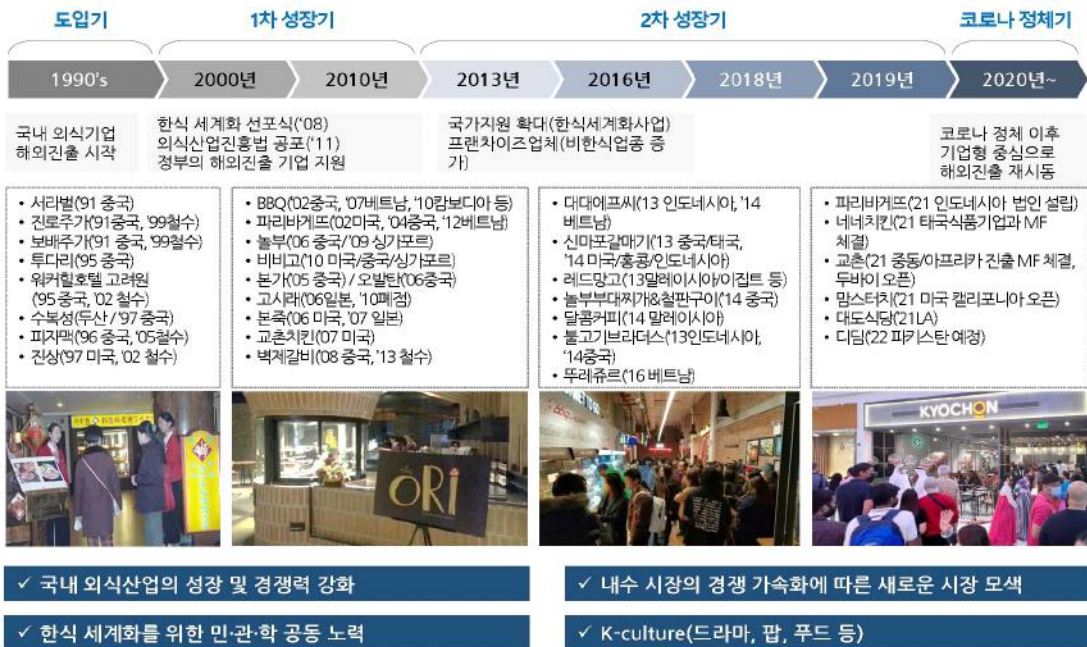 도입기
1차 성장기
2차 성장기
코로나 정체기
1990's
2000년
2010년
2013년
2016년
2018년
2019년
2020년~
국내 외식기업
해외진출 시작
한식 세계화 선포식('08)
외식산업진흥법 공포('11)
정부의 해외진출 기업 지원
국가지원 확대(한식세계화사업)
프랜차이즈업체(비한식업종 증
가)
코로나 정체 이후
기업형 중심으로
해외진출 재시동
• 서라벌('91 중국)
• 진로주가('91중국, '99철수)
• 보배주가('91 중국, '99철수)
• 투다리('95 중국)
• 워커힐호텔 고려원
('95 중국, '02 철수)
• 수복성(두산 / '97 중국)
• 피자맥('96 중국, '05철수)
• 진상('97 미국, '02 철수)
• BBQ('02중국, '07베트남, '10캄보디아 등)
• 파리바게뜨('02미국, '04중국, '12베트남)
• 놀부('06 중국/'09 싱가포르)
• 비비고('10 미국/중국/싱가포르)
• 본가('05 중국) / 오발탄('06중국)
• 고시래('06일본, '10폐점)
• 본죽('06 미국, '07 일본)
• 교촌치킨('07 미국)
• 벽제갈비('08 중국, '13 철수)
• 대대에프씨('13 인도네시아, '14
베트남)
• 신마포갈매기('13 중국/태국,
'14 미국/홍콩/인도네시아)
• 레드망고('13말레이시아/이집트 등)
• 놀부부대찌개&철판구이('14 중국)
• 달콤커피('14 말레이시아)
• 불고기브라더스('13인도네시아,
'14중국)
• 뚜레쥬르('16 베트남)
• 파리바게뜨('21 인도네시아 법인 설립)
• 네네치킨('21 태국식품기업과 MF
체결)
• 교촌('21 중동/아프리카 진출 MF 체결,
두바이 오픈)
• 맘스터치('21 미국 캘리포니아 오픈)
• 대도식당('21LA)
• 디딤('22 파키스탄 예정)
ORi
KYOCHON
✓ 국내 외식산업의 성장 및 경쟁력 강화
✓ 내수 시장의 경쟁 가속화에 따른 새로운 시장 모색
✓ 한식 세계화를 위한 민·관·학 공동 노력
✓ K-culture(드라마, 팝, 푸드 등)